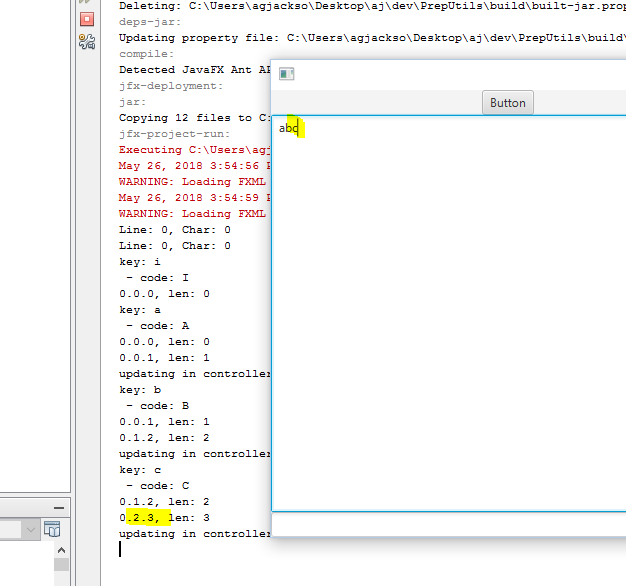 Deleting: C:\Users\agjackso\Desktop\aj\dev\PrepUtils\build\built-jar.prop
deps-jar:
Updating property file: C:\Users\agjackso\Desktop\aj\dev\PrepUtils\build\
compile:
Detected JavaFX Ant AP
jfx-deployment:
jar:
Copying 12 files to C:
jfx-project-run:
Executing C:\Users\agj
May 26, 2018 3:54:56 P
WARNING: Loading FXML
May 26, 2018 3:54:59 P
WARNING: Loading FXML
Line: 0, Char: 0
Line: 0, Char: 0
key: i
- code: I
0.0.0, len: 0
key: a
- code: A
0.0.0, len: 0
0.0.1, len: 1
updating in controller
key: b
- code: B
0.0.1, len: 1
0.1.2, len: 2
updating in controller
key: c
- code: C
0.1.2, len: 2
0.2.3, len: 3
updating in controller
Button
abc